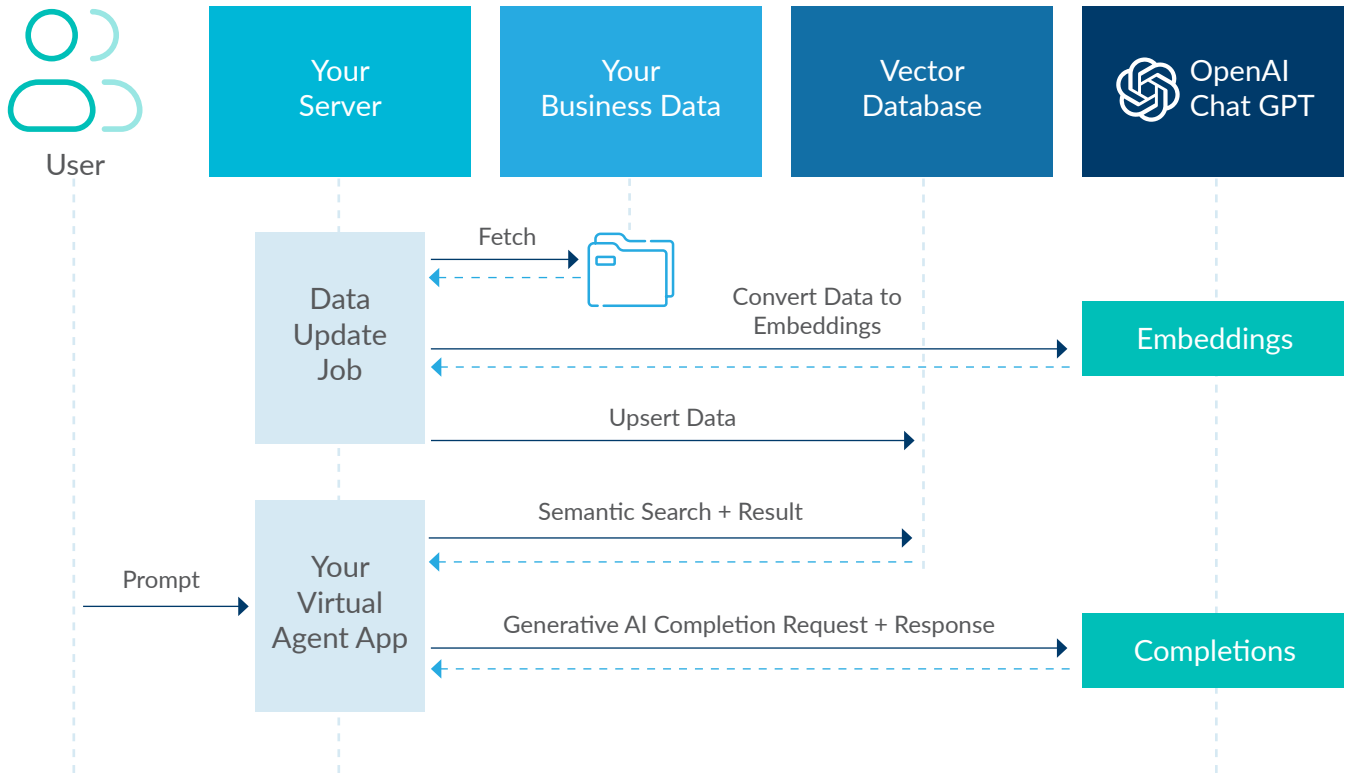 User
Your
Server
Your
Business Data
Vector
Database
OpenAI
Chat GPT
Data
Update
Job
Fetch
Convert Data to
Embeddings
Embeddings
Upsert Data
Semantic Search + Result
Prompt
Your
Virtual
Agent App
Generative AI Completion Request + Response
Completions